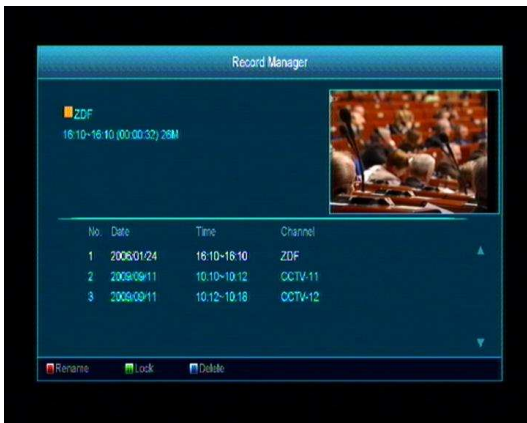 Record Manager
ZDF
16:10~16:10 (00:00:32) 26M
No. Date Time Channel
1 2006/01/24 16:10~16:10 ZDF
2 2009/09/11 10:10~10:12 CCTV-11
3 2009/09/11 10:12~10:18 CCTV-12
Rename Lock Delete